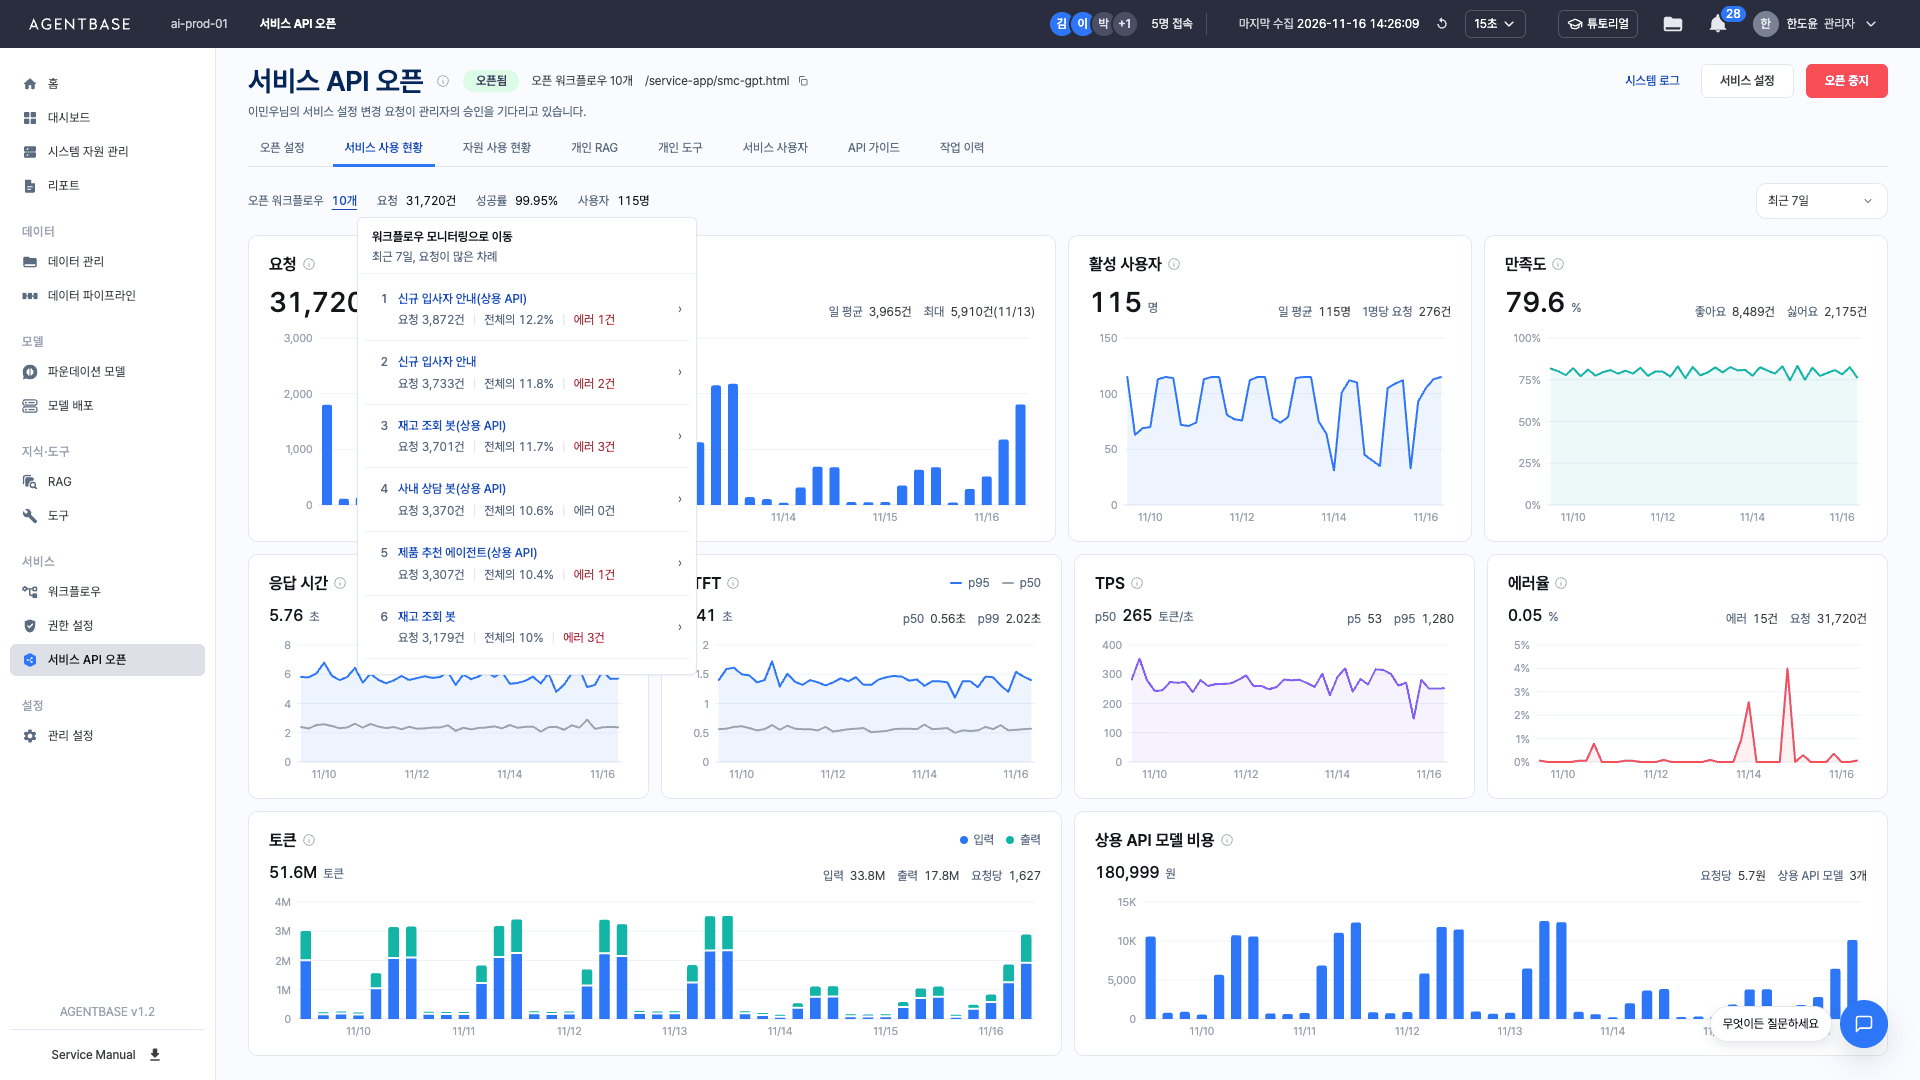 AGENTBASE
ai-prod-01
서비스 API 오픈
김 이 박 +1 5명 접속
마지막 수집 2026-11-16 14:26:09
15초
튜토리얼
28
한 한도윤 관리자
홈
대시보드
시스템 자원 관리
리포트
데이터
데이터 관리
데이터 파이프라인
모델
파운데이션 모델
모델 배포
지식·도구
RAG
도구
서비스
워크플로우
권한 설정
서비스 API 오픈
설정
관리 설정
AGENTBASE v1.2
Service Manual
서비스 API 오픈
오픈됨
오픈 워크플로우 10개 /service-app/smc-gpt.html
시스템 로그
서비스 설정
오픈 중지
이민우님의 서비스 설정 변경 요청이 관리자의 승인을 기다리고 있습니다.
오픈 설정 서비스 사용 현황 자원 사용 현황 개인 RAG 개인 도구 서비스 사용자 API 가이드 작업 이력
오픈 워크플로우 10개 요청 31,720건 성공률 99.95% 사용자 115명
최근 7일
워크플로우 모니터링으로 이동
최근 7일, 요청이 많은 차례
1 신규 입사자 안내(상용 API)
요청 3,872건 전체의 12.2% 에러 1건
2 신규 입사자 안내
요청 3,733건 전체의 11.8% 에러 2건
3 재고 조회 봇(상용 API)
요청 3,701건 전체의 11.7% 에러 3건
4 사내 상담 봇(상용 API)
요청 3,370건 전체의 10.6% 에러 0건
5 제품 추천 에이전트(상용 API)
요청 3,307건 전체의 10.4% 에러 1건
6 재고 조회 봇
요청 3,179건 전체의 10% 에러 3건
요청
31,720
일 평균 3,965건 최대 5,910건(11/13)
3,000
2,000
1,000
0
11/14 11/15 11/16
활성 사용자
115 명
일 평균 115명 1명당 요청 276건
150
100
50
0
11/10 11/12 11/14 11/16
만족도
79.6 %
좋아요 8,489건 싫어요 2,175건
100%
75%
50%
25%
0%
11/10 11/12 11/14 11/16
응답 시간
5.76 초
8
6
4
2
0
11/10 11/12 11/14 11/16
TFT
p95 p50
41 초
p50 0.56초 p99 2.02초
2
1.5
1
0.5
0
11/10 11/12 11/14 11/16
TPS
p50 265 토큰/초
p5 53 p95 1,280
400
300
200
100
0
11/10 11/12 11/14 11/16
에러율
0.05 %
에러 15건 요청 31,720건
5%
4%
3%
2%
1%
0%
11/10 11/12 11/14 11/16
토큰
입력 출력
51.6M 토큰
입력 33.8M 출력 17.8M 요청당 1,627
4M
3M
2M
1M
0
11/10 11/11 11/12 11/13 11/14 11/15 11/16
상용 API 모델 비용
180,999 원
요청당 5.7원 상용 API 모델 3개
15K
10K
5,000
0
11/10 11/11 11/12 11/13 11/14
무엇이든 질문하세요